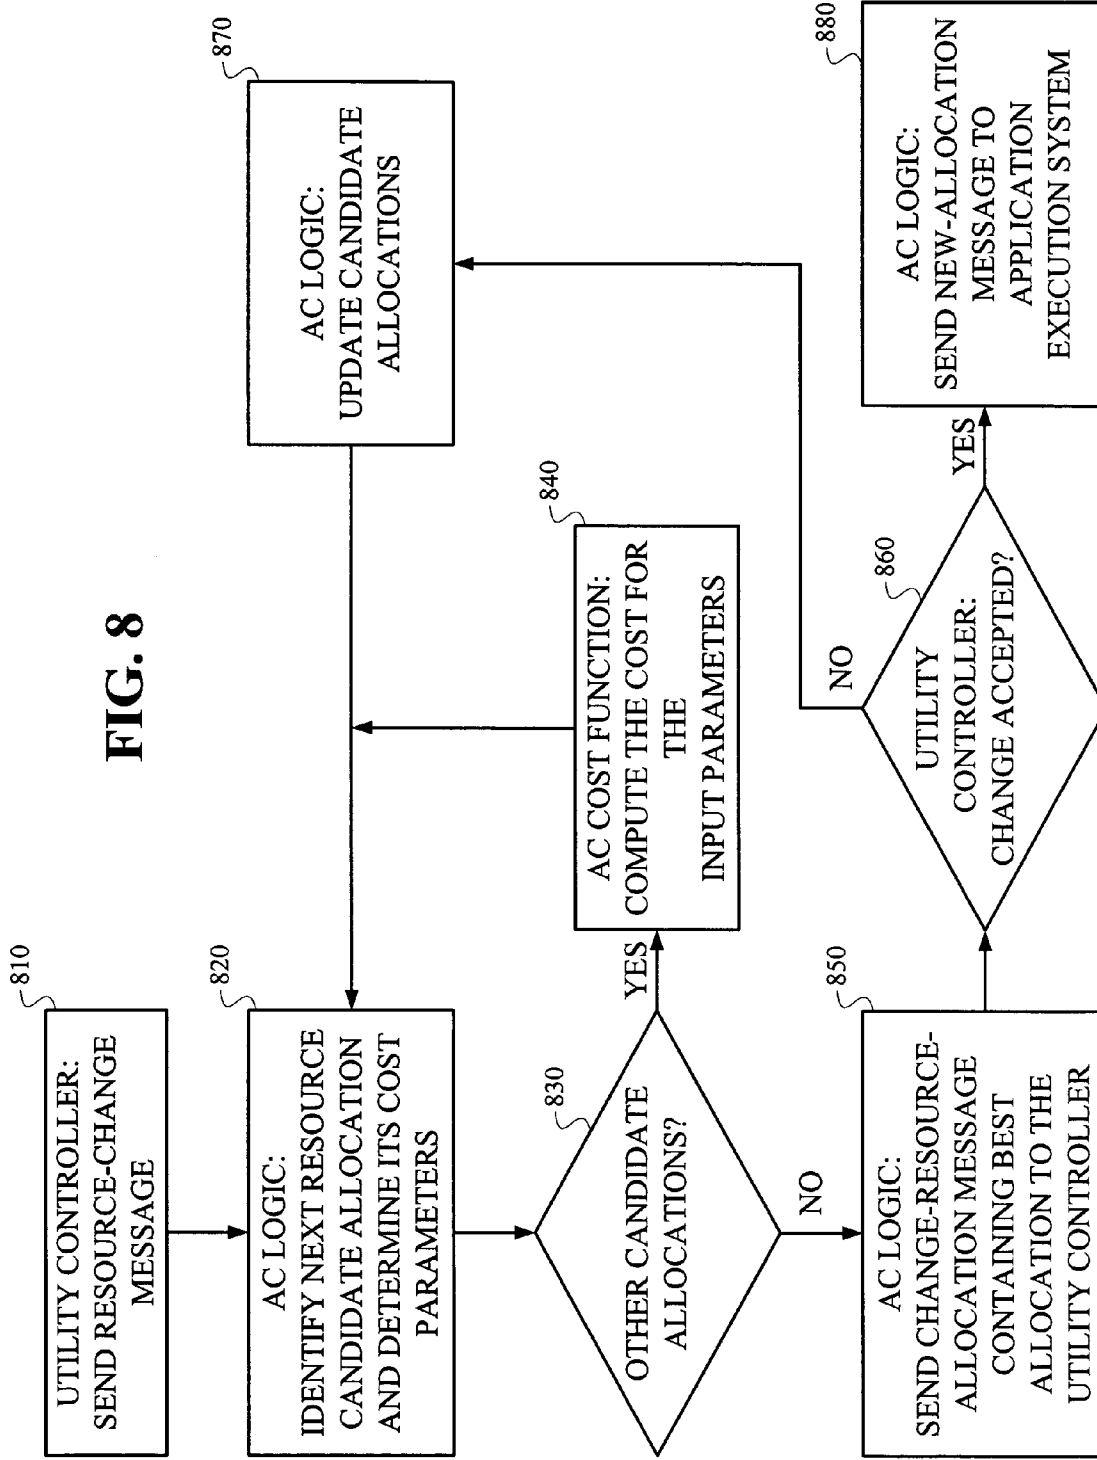 FIG. 8
810
UTILITY CONTROLLER:
SEND RESOURCE-CHANGE
MESSAGE
820
AC LOGIC:
IDENTIFY NEXT RESOURCE
CANDIDATE ALLOCATION
AND DETERMINE ITS COST
PARAMETERS
830
OTHER CANDIDATE
ALLOCATIONS?
YES
NO
840
AC COST FUNCTION:
COMPUTE THE COST FOR
THE
INPUT PARAMETERS
850
AC LOGIC:
SEND CHANGE-RESOURCE-
ALLOCATION MESSAGE
CONTAINING BEST
ALLOCATION TO THE
UTILITY CONTROLLER
860
UTILITY
CONTROLLER:
CHANGE ACCEPTED?
NO
YES
870
AC LOGIC:
UPDATE CANDIDATE
ALLOCATIONS
880
AC LOGIC:
SEND NEW-ALLOCATION
MESSAGE TO
APPLICATION
EXECUTION SYSTEM